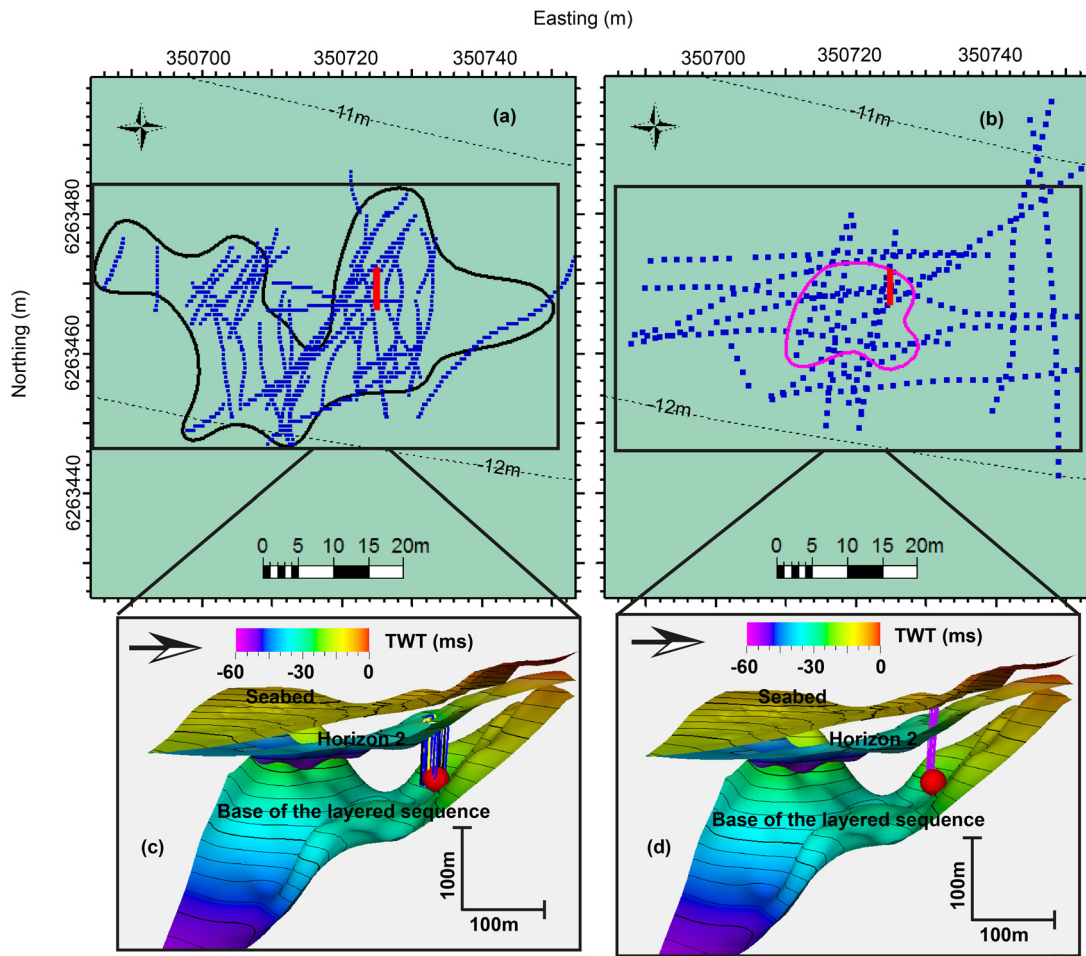 Easting (m)
350700 350720 350740 350700 350720 350740
-11m (a) -11m (b)
6263480
6263460
6263440
Northing (m)
-12m -12m
0 5 10 15 20m 0 5 10 15 20m
TWT (ms) TWT (ms)
-60 -30 0 -60 -30 0
Seabed Seabed
Horizon 2 Horizon 2
Base of the layered sequence Base of the layered sequence
(c) 100m (d) 100m
100m 100m